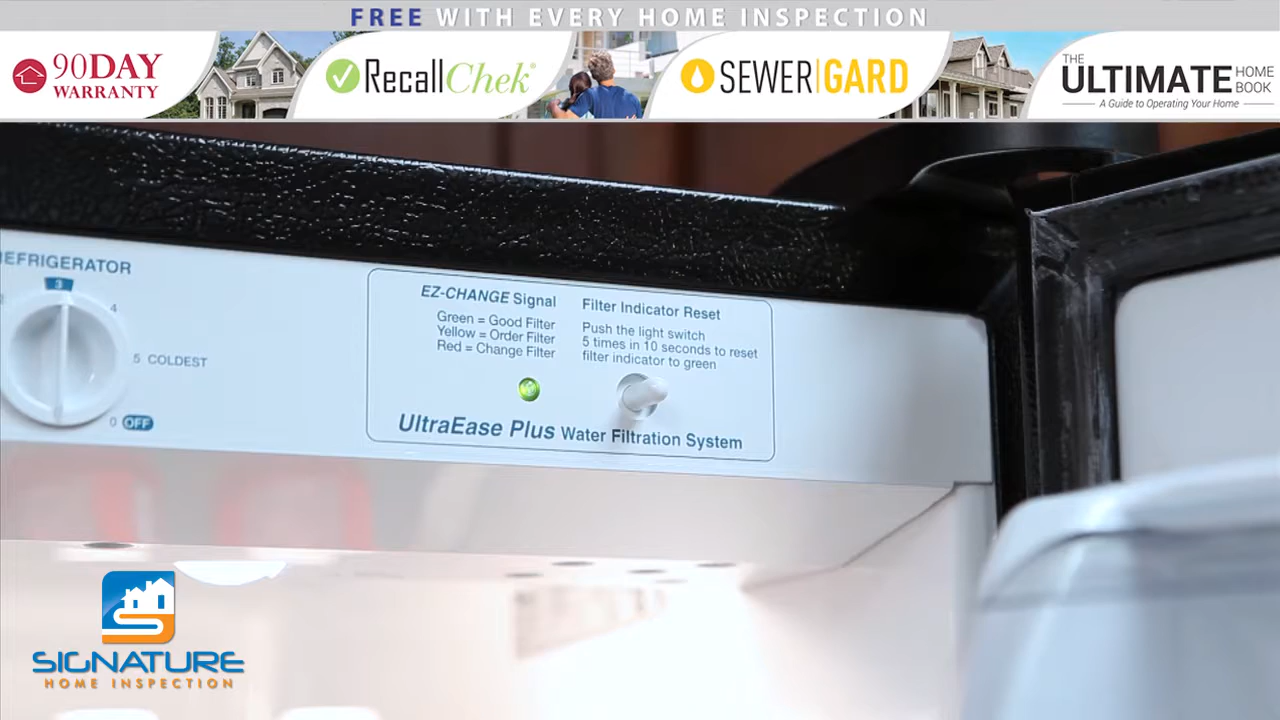 FREE WITH EVERY HOME INSPECTION
90DAY
WARRANTY
RecallChek®
SEWER|GARD
THE
ULTIMATE
HOME
BOOK
A Guide to Operating Your Home
EFRIGERATOR
3
4
5 COLDEST
0 OFF
EZ-CHANGE Signal
Green = Good Filter
Yellow = Order Filter
Red = Change Filter
Filter Indicator Reset
Push the light switch
5 times in 10 seconds to reset
filter indicator to green
UltraEase Plus Water Filtration System
SIGNATURE
HOME INSPECTION